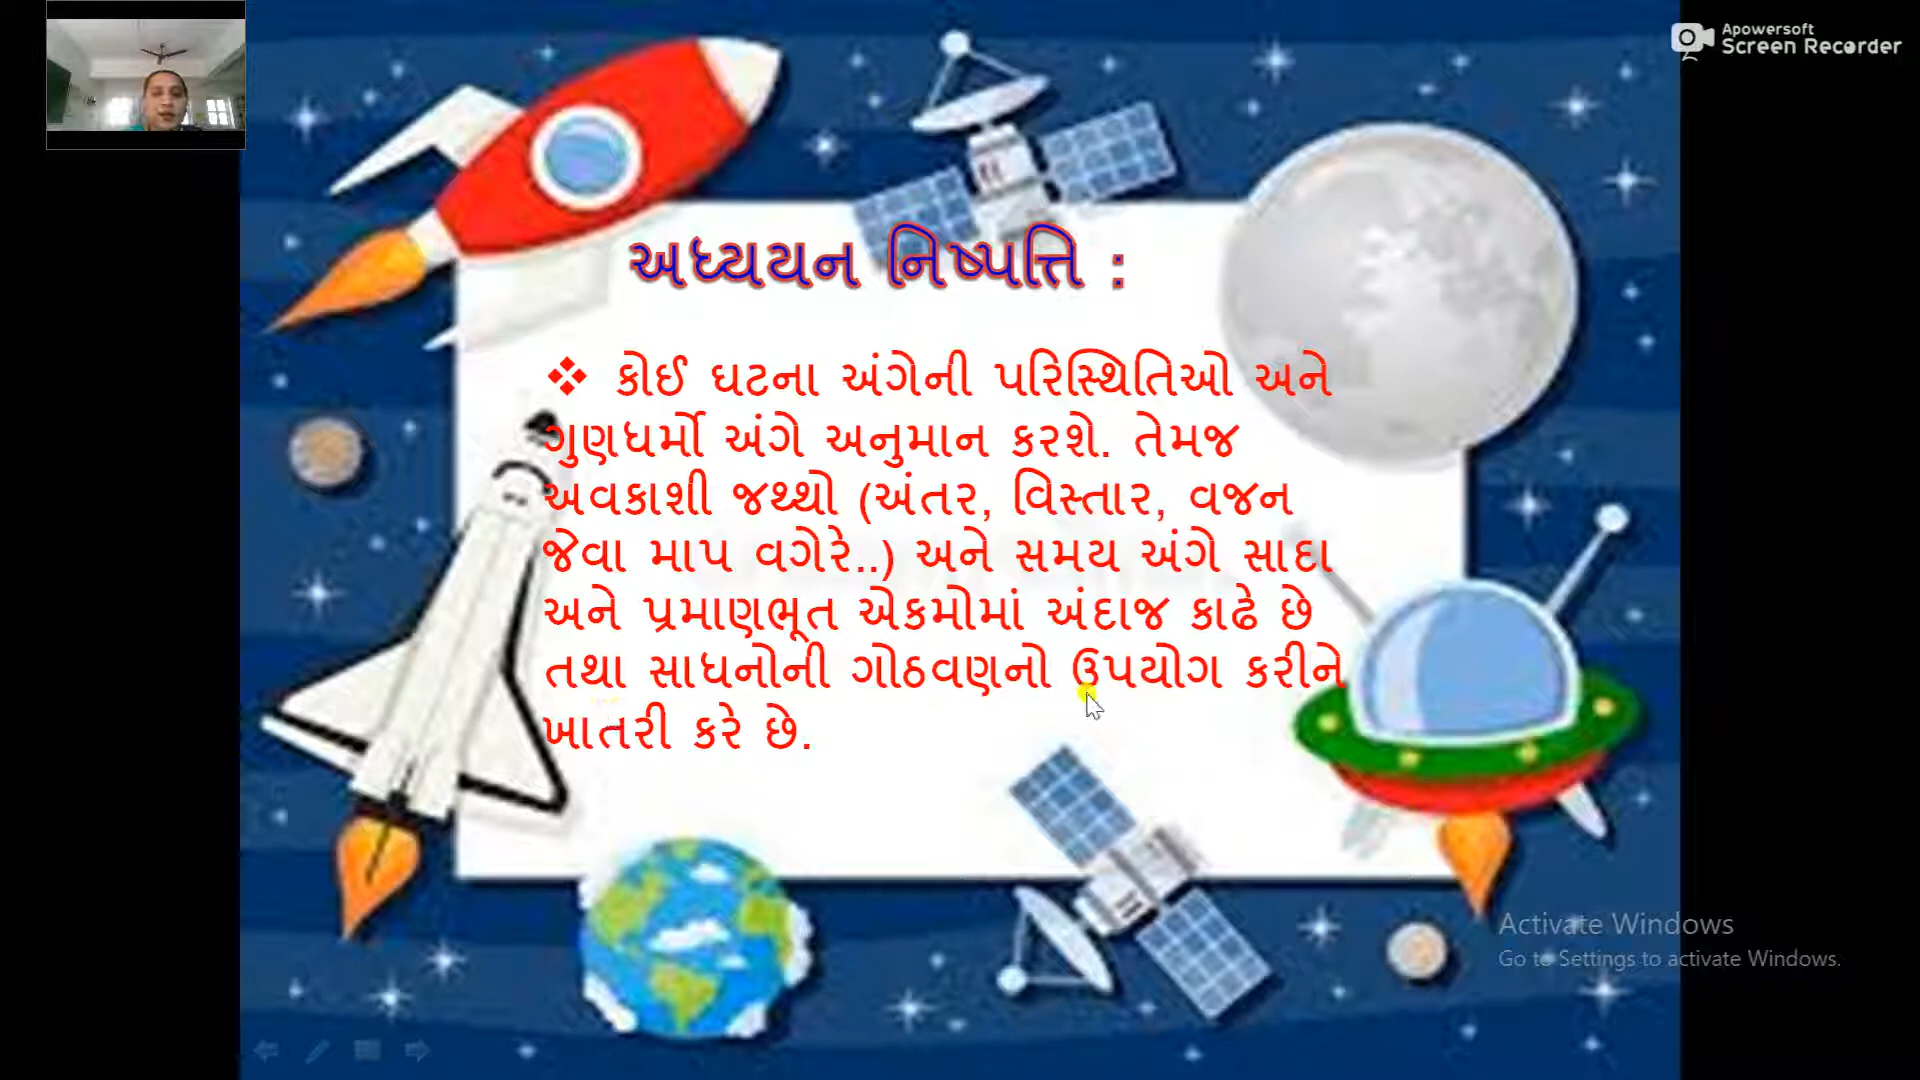 Apowersoft
Screen Recorder
અધ્યયન નિષ્પત્તિ :
❖ કોઈ ઘટના અંગેની પરિસ્થિતિઓ અને
ગુણધર્મો અંગે અનુમાન કરશે. તેમજ
અવકાશી જથ્થો (અંતર, વિસ્તાર, વજન
જેવા માપ વગેરે..) અને સમય અંગે સાદા
અને પ્રમાણભૂત એકમોમાં અંદાજ કાઢે છે
તથા સાધનોની ગોઠવણનો ઉપયોગ કરીને
ખાતરી કરે છે.
Activate Windows
Go to Settings to activate Windows.